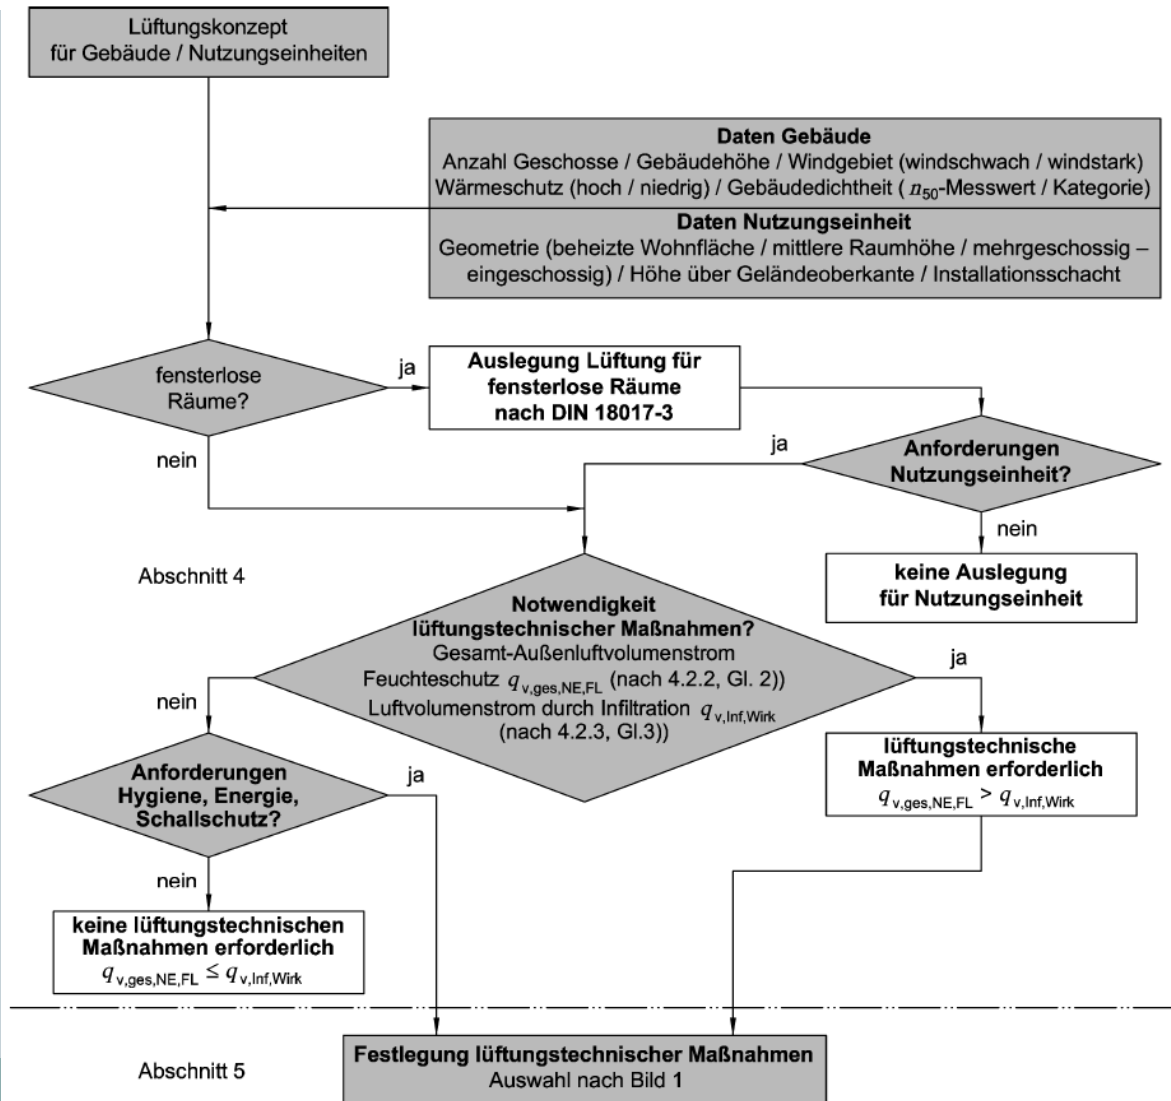 Lüftungskonzept
für Gebäude / Nutzungseinheiten
Daten Gebäude
Anzahl Geschosse / Gebäudehöhe / Windgebiet (windschwach / windstark)
Wärmeschutz (hoch / niedrig) / Gebäudedichtheit ( n50-Messwert / Kategorie)
Daten Nutzungseinheit
Geometrie (beheizte Wohnfläche / mittlere Raumhöhe / mehrgeschossig –
eingeschossig) / Höhe über Geländeoberkante / Installationsschacht
fensterlose
Räume?
ja
nein
Auslegung Lüftung für
fensterlose Räume
nach DIN 18017-3
ja
Anforderungen
Nutzungseinheit?
nein
keine Auslegung
für Nutzungseinheit
Abschnitt 4
Notwendigkeit
lüftungstechnischer Maßnahmen?
Gesamt-Außenluftvolumenstrom
Feuchteschutz qv,ges,NE,FL (nach 4.2.2, Gl. 2))
Luftvolumenstrom durch Infiltration qv,Inf,Wirk
(nach 4.2.3, Gl.3))
nein
ja
Anforderungen
Hygiene, Energie,
Schallschutz?
ja
nein
lüftungstechnische
Maßnahmen erforderlich
qv,ges,NE,FL > qv,Inf,Wirk
keine lüftungstechnischen
Maßnahmen erforderlich
qv,ges,NE,FL ≤ qv,Inf,Wirk
Abschnitt 5
Festlegung lüftungstechnischer Maßnahmen
Auswahl nach Bild 1